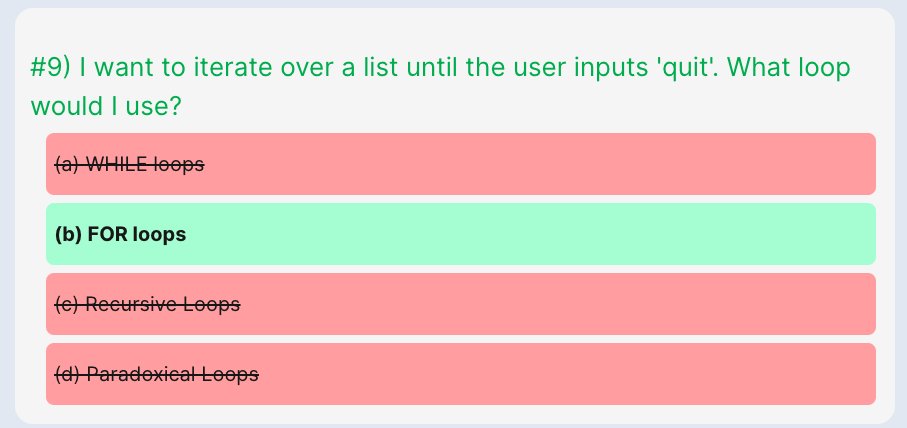 #9) I want to iterate over a list until the user inputs 'quit'. What loop
would I use?
(a) WHILE loops
(b) FOR loops
(c) Recursive Loops
(d) Paradoxical Loops